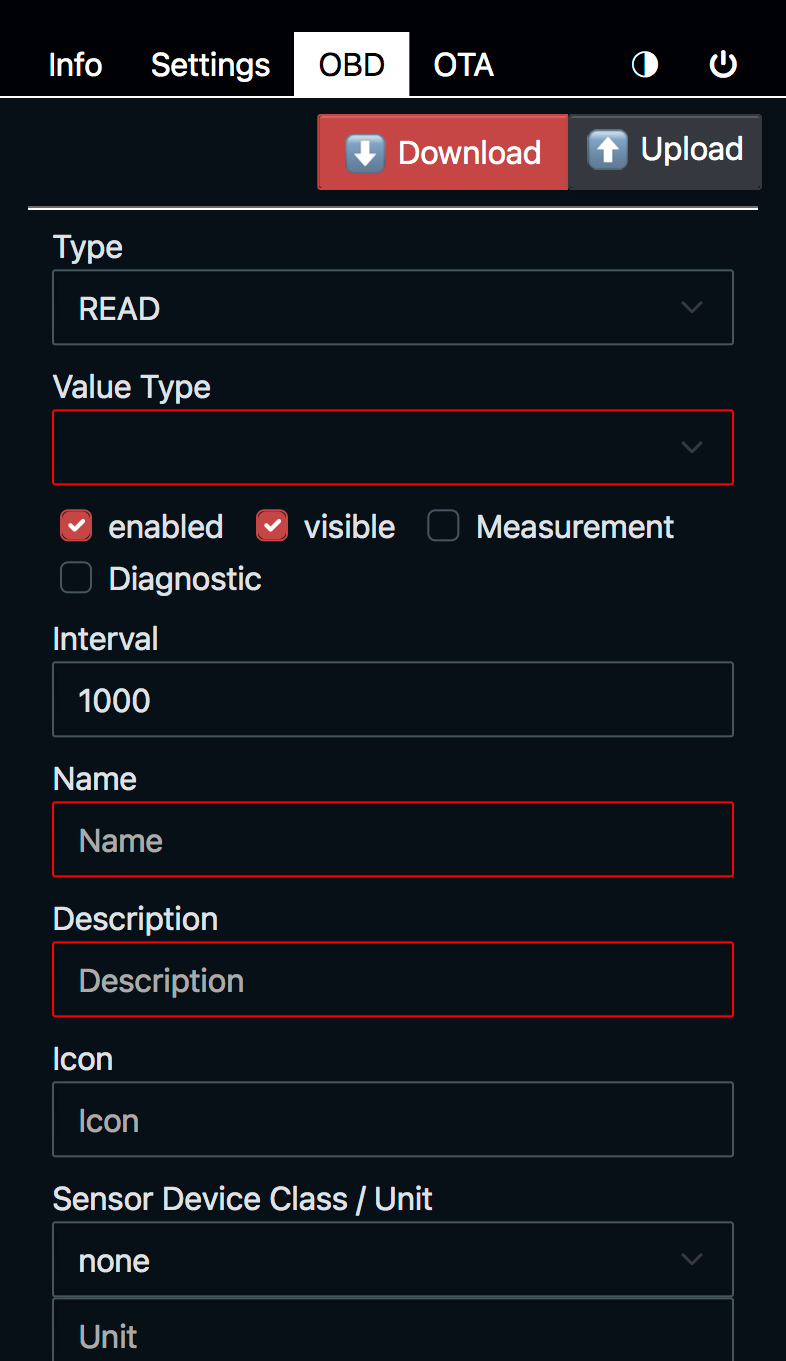 Info Settings OBD OTA
Download Upload
Type
READ
Value Type
enabled visible Measurement
Diagnostic
Interval
1000
Name
Name
Description
Description
Icon
Icon
Sensor Device Class / Unit
none
Unit